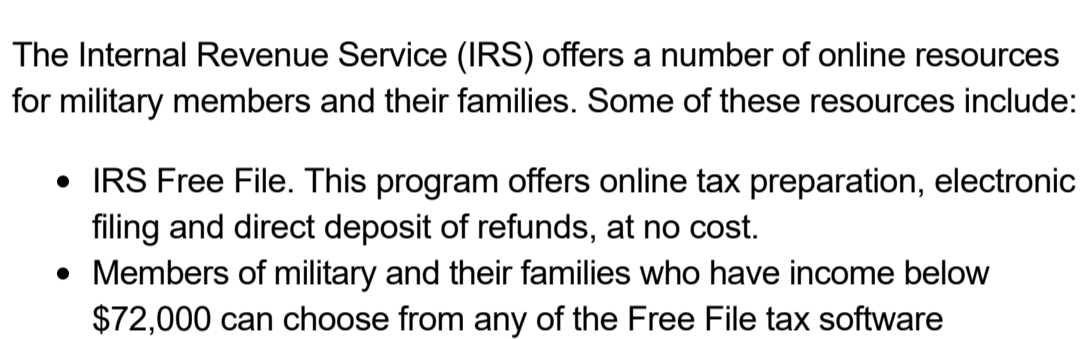 The Internal Revenue Service (IRS) offers a number of online resources
for military members and their families. Some of these resources include:
• IRS Free File. This program offers online tax preparation, electronic
filing and direct deposit of refunds, at no cost.
• Members of military and their families who have income below
$72,000 can choose from any of the Free File tax software